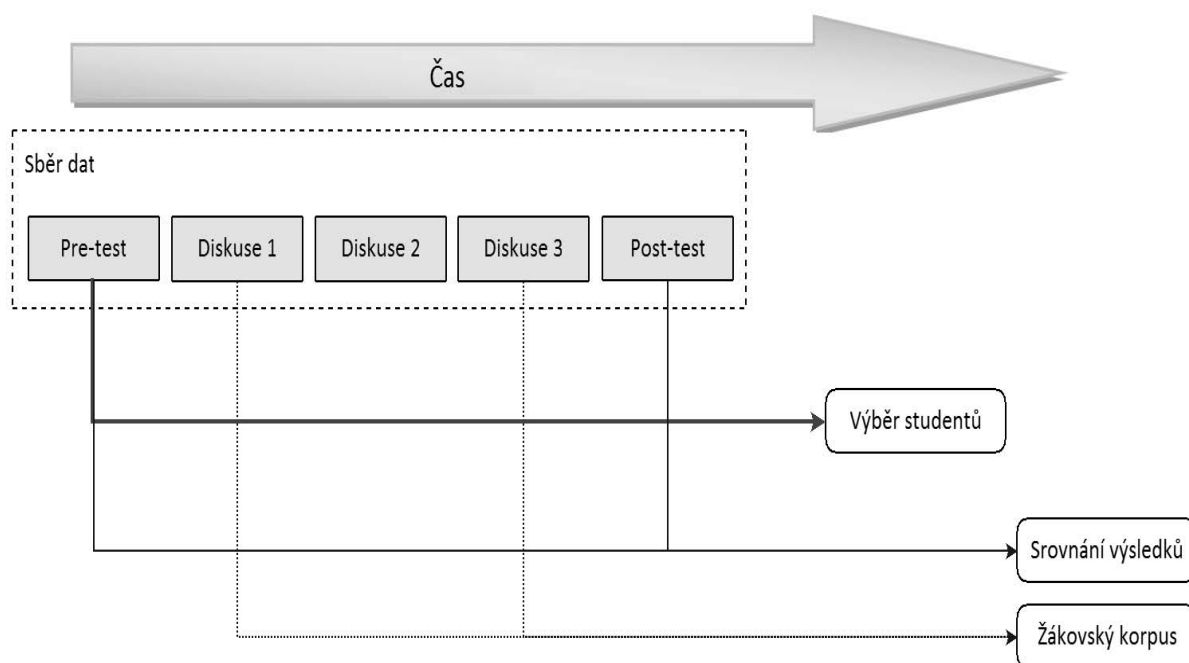 Čas
Sběr dat
Pre-test
Diskuse 1
Diskuse 2
Diskuse 3
Post-test
Výběr studentů
Srovnání výsledků
Žákovský korpus